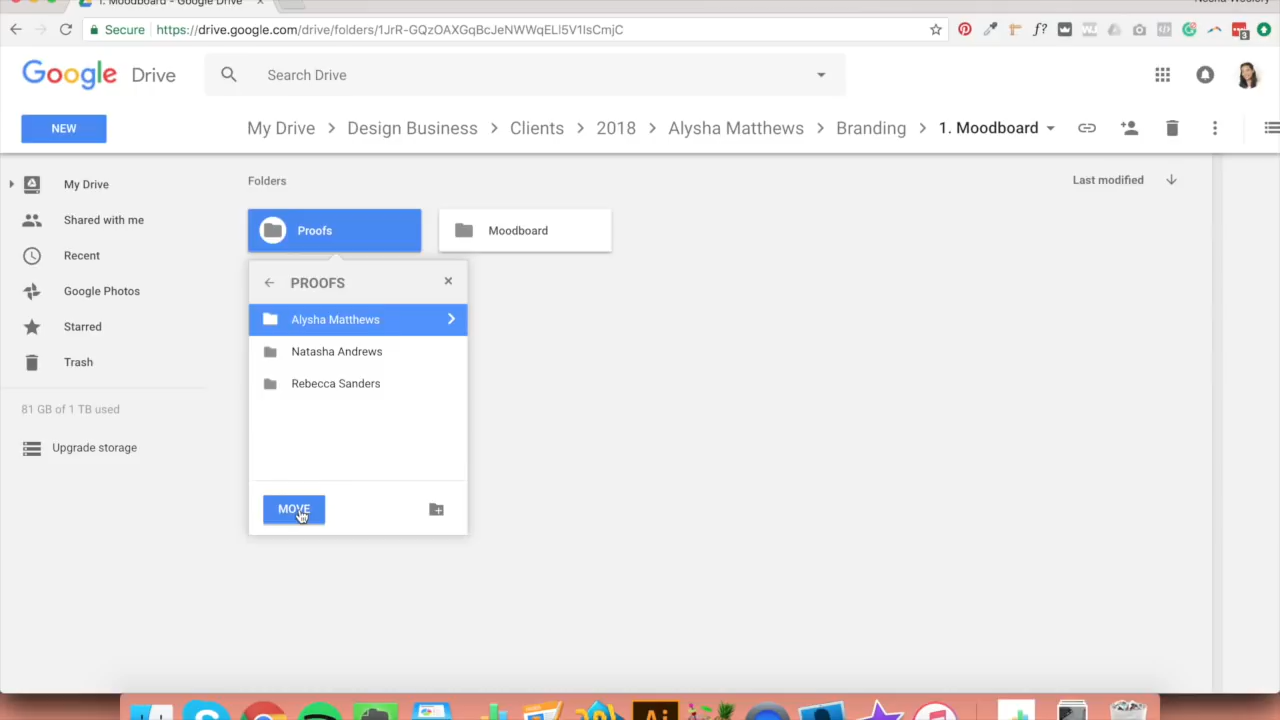 1. Moodboard - Google Drive
Secure https://drive.google.com/drive/folders/1JrR-GQzOAXGqBcJeNWWqELl5V1IsCmjC
Google Drive Search Drive
NEW My Drive > Design Business > Clients > 2018 > Alysha Matthews > Branding > 1. Moodboard
My Drive
Shared with me
Recent
Google Photos
Starred
Trash
81 GB of 1 TB used
Upgrade storage
Folders Last modified
Proofs Moodboard
PROOFS
Alysha Matthews
Natasha Andrews
Rebecca Sanders
MOVE
f?
3
Ai